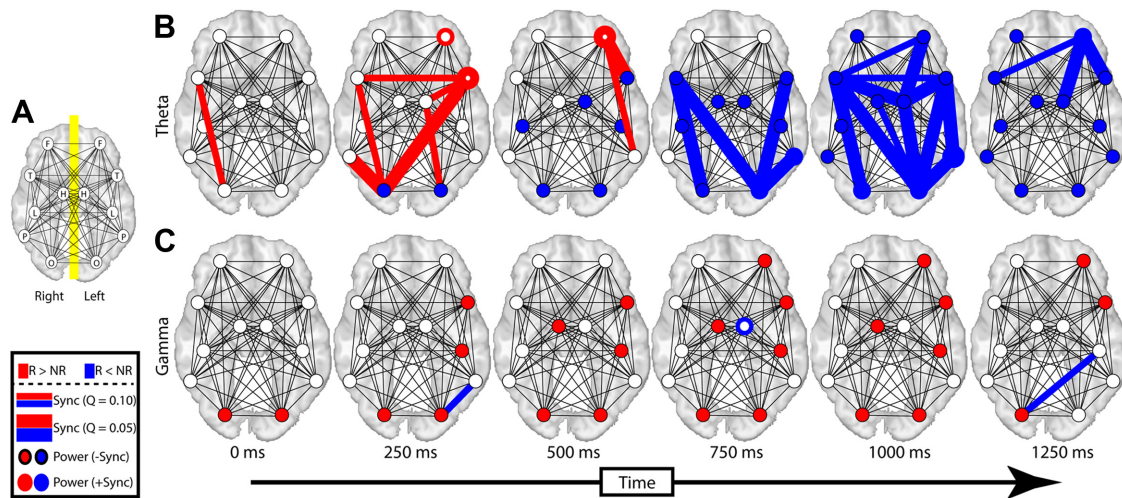 A
F F
T T
H H
L L
P P
O O
Right Left
R > NR R < NR
Sync (Q = 0.10)
Sync (Q = 0.05)
Power (-Sync)
Power (+Sync)
B
Theta
C
Gamma
0 ms 250 ms 500 ms 750 ms 1000 ms 1250 ms
Time